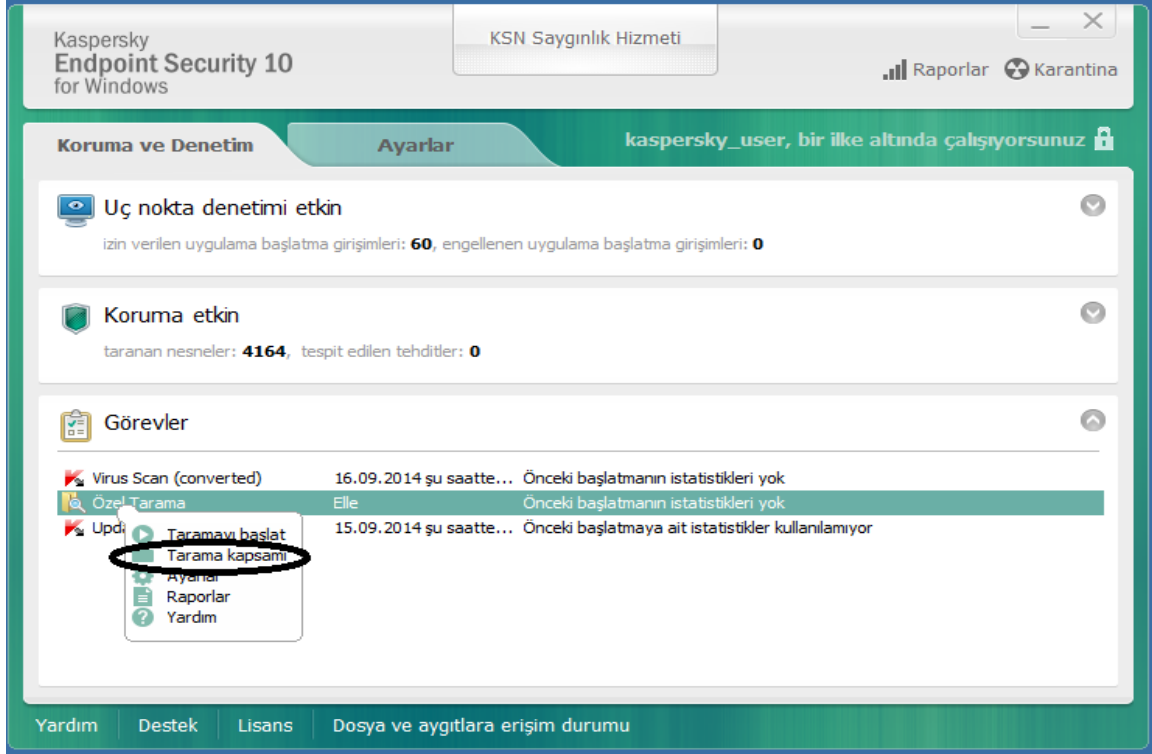 Kaspersky
Endpoint Security 10
for Windows
KSN Saygınlık Hizmeti
Raporlar Karantina
Koruma ve Denetim Ayarlar kaspersky_user, bir ilke altında çalışıyorsunuz
Uç nokta denetimi etkin
izin verilen uygulama başlatma girişimleri: 60, engellenen uygulama başlatma girişimleri: 0
Koruma etkin
taranan nesneler: 4164, tespit edilen tehditler: 0
Görevler
Virus Scan (converted) 16.09.2014 şu saatte... Önceki başlatmanın istatistikleri yok
Özel Tarama Elle Önceki başlatmanın istatistikleri yok
Upd 15.09.2014 şu saatte... Önceki başlatmaya ait istatistikler kullanılamıyor
Taramayı başlat
Tarama kapsamı
Ayarlar
Raporlar
Yardım
Yardım Destek Lisans Dosya ve aygıtlara erişim durumu